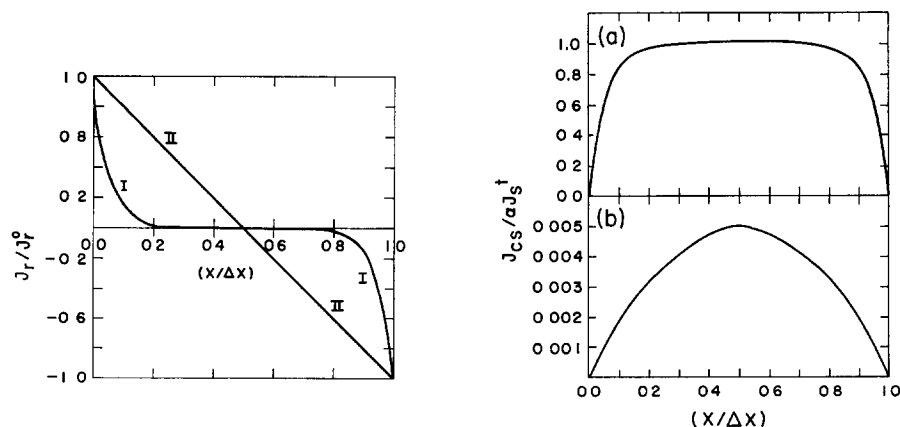 1 0
0 8
0 2
-0 2
-0 6
-1 0
J_r/J_r^o
II
I
0 0 0 2 0 4 0 6 0 8 1 0
(X/ΔX)
I
II
(a)
1.0
0.8
0 6
0 4
0 2
0 0
J_CS/αJ_S^†
(b)
0 005
0 004
0 003
0 002
0 001
0.0 0 2 0 4 0 6 0 8 1.0
(X/ΔX)